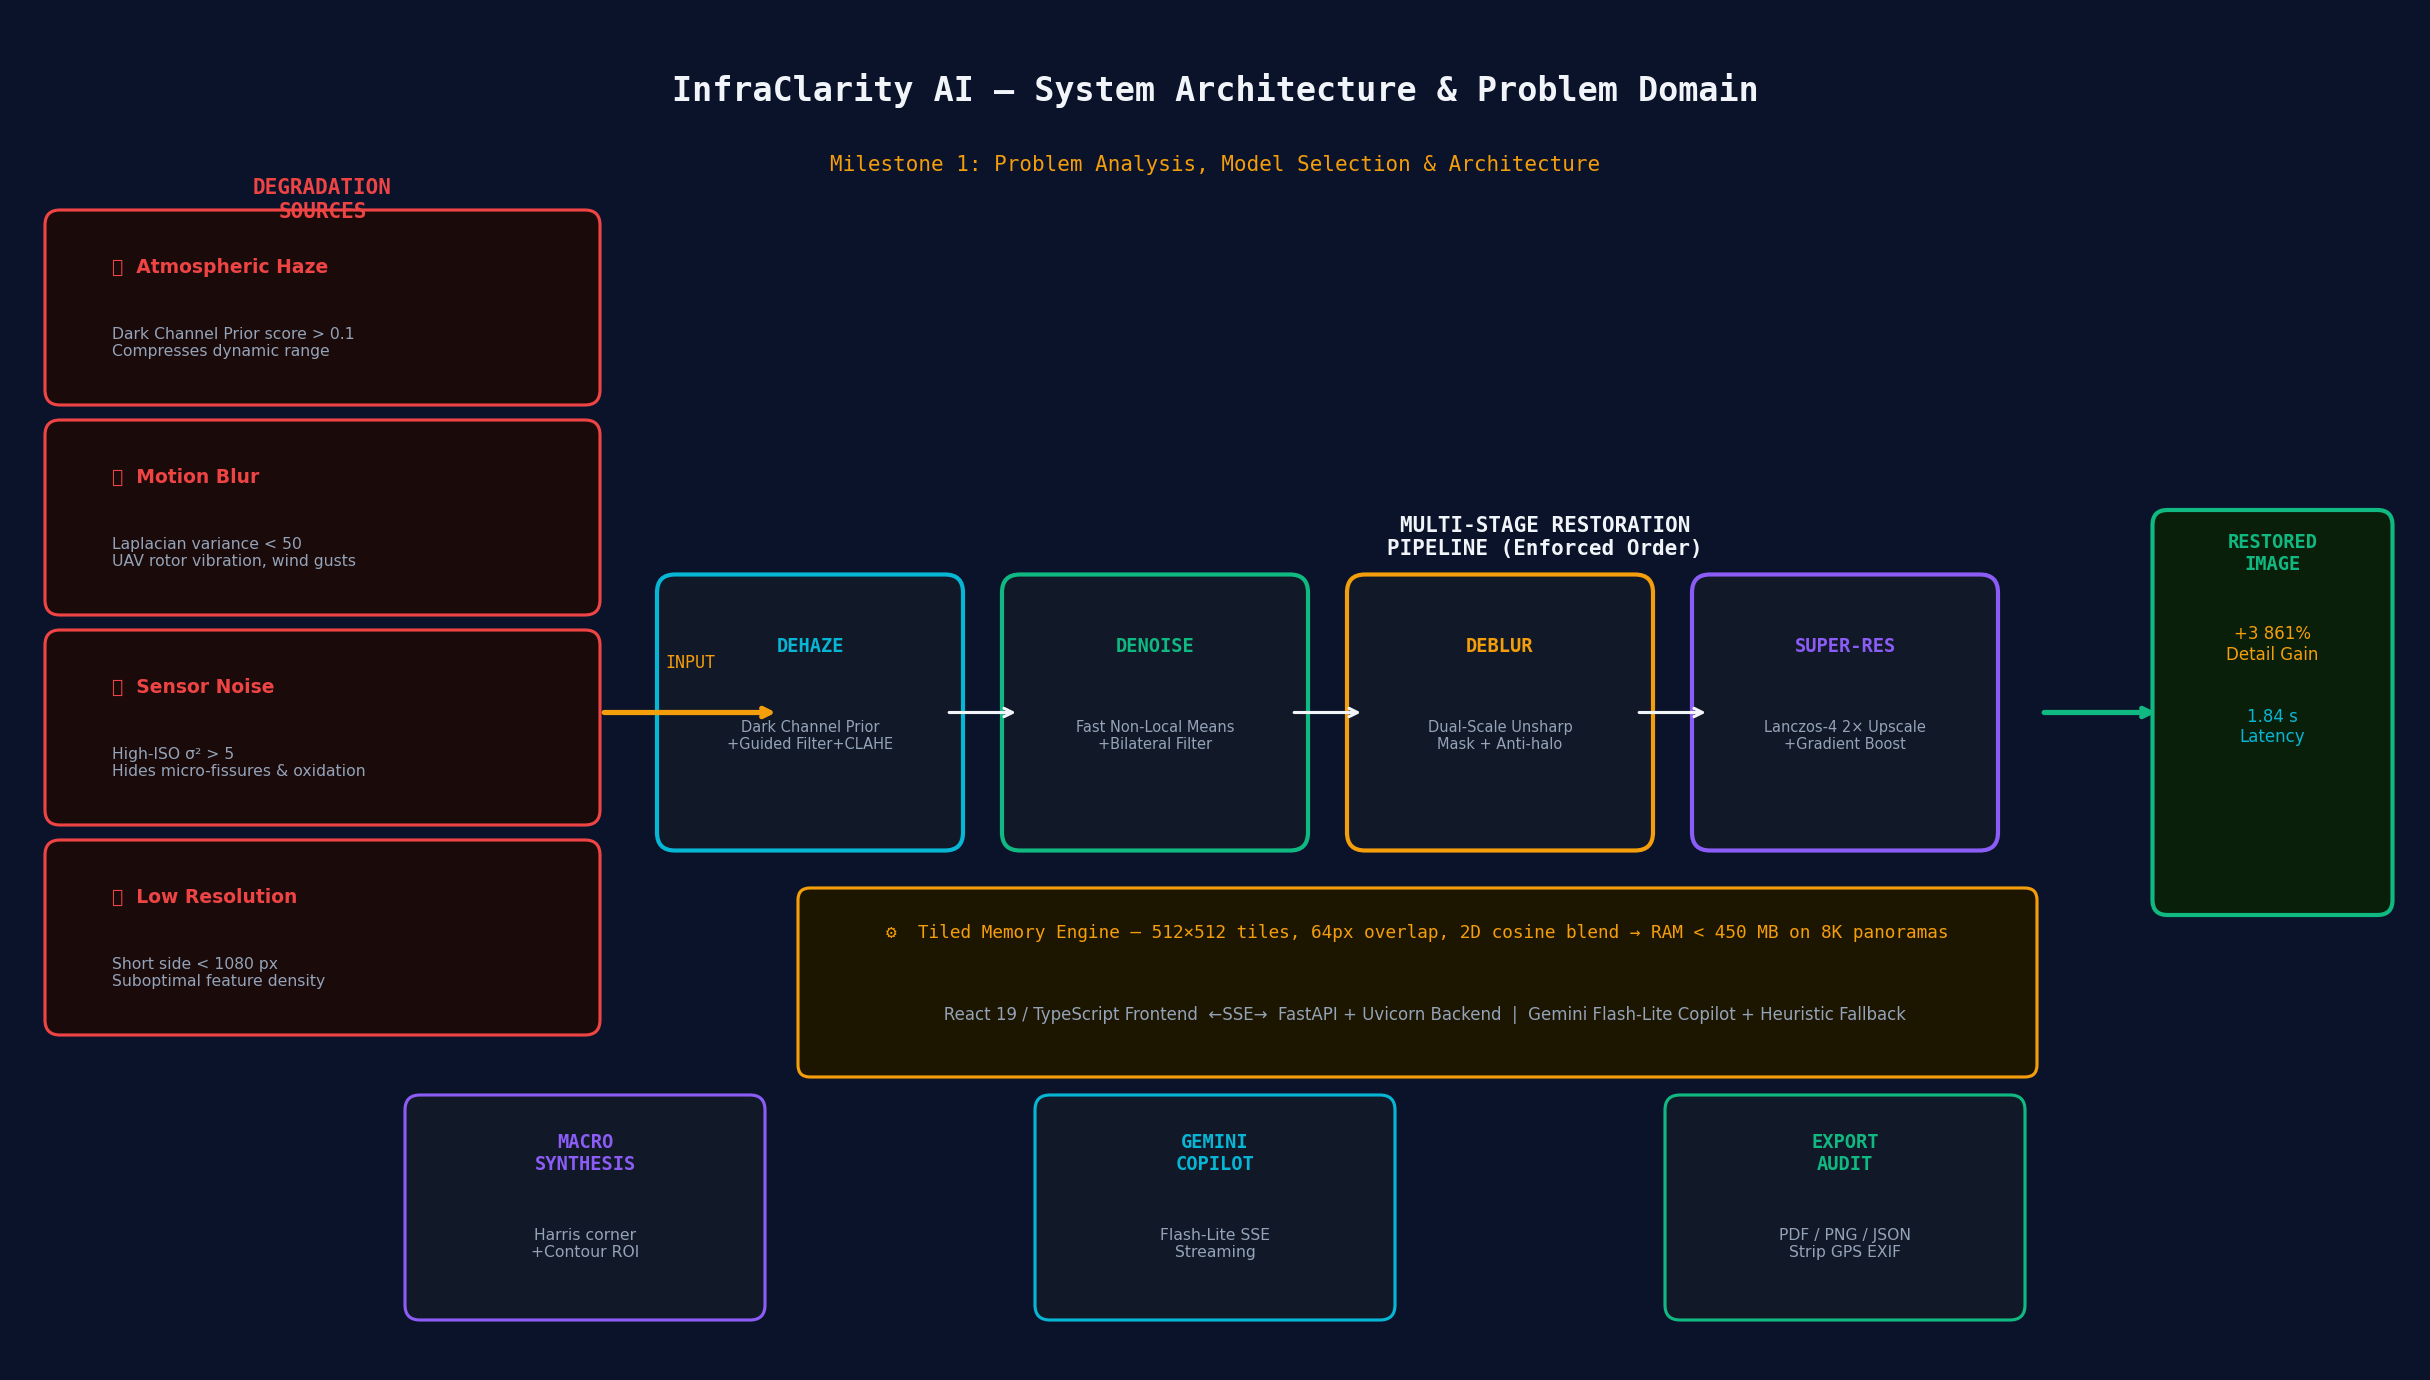 InfraClarity AI — System Architecture & Problem Domain
Milestone 1: Problem Analysis, Model Selection & Architecture
DEGRADATION
SOURCES
Atmospheric Haze
Dark Channel Prior score > 0.1
Compresses dynamic range
Motion Blur
Laplacian variance < 50
UAV rotor vibration, wind gusts
Sensor Noise
High-ISO σ² > 5
Hides micro-fissures & oxidation
Low Resolution
Short side < 1080 px
Suboptimal feature density
MULTI-STAGE RESTORATION
PIPELINE (Enforced Order)
INPUT
DEHAZE
Dark Channel Prior
+Guided Filter+CLAHE
DENOISE
Fast Non-Local Means
+Bilateral Filter
DEBLUR
Dual-Scale Unsharp
Mask + Anti-halo
SUPER-RES
Lanczos-4 2× Upscale
+Gradient Boost
RESTORED
IMAGE
+3 861%
Detail Gain
1.84 s
Latency
⚙ Tiled Memory Engine — 512×512 tiles, 64px overlap, 2D cosine blend → RAM < 450 MB on 8K panoramas
React 19 / TypeScript Frontend ←SSE→ FastAPI + Uvicorn Backend | Gemini Flash-Lite Copilot + Heuristic Fallback
MACRO
SYNTHESIS
Harris corner
+Contour ROI
GEMINI
COPILOT
Flash-Lite SSE
Streaming
EXPORT
AUDIT
PDF / PNG / JSON
Strip GPS EXIF